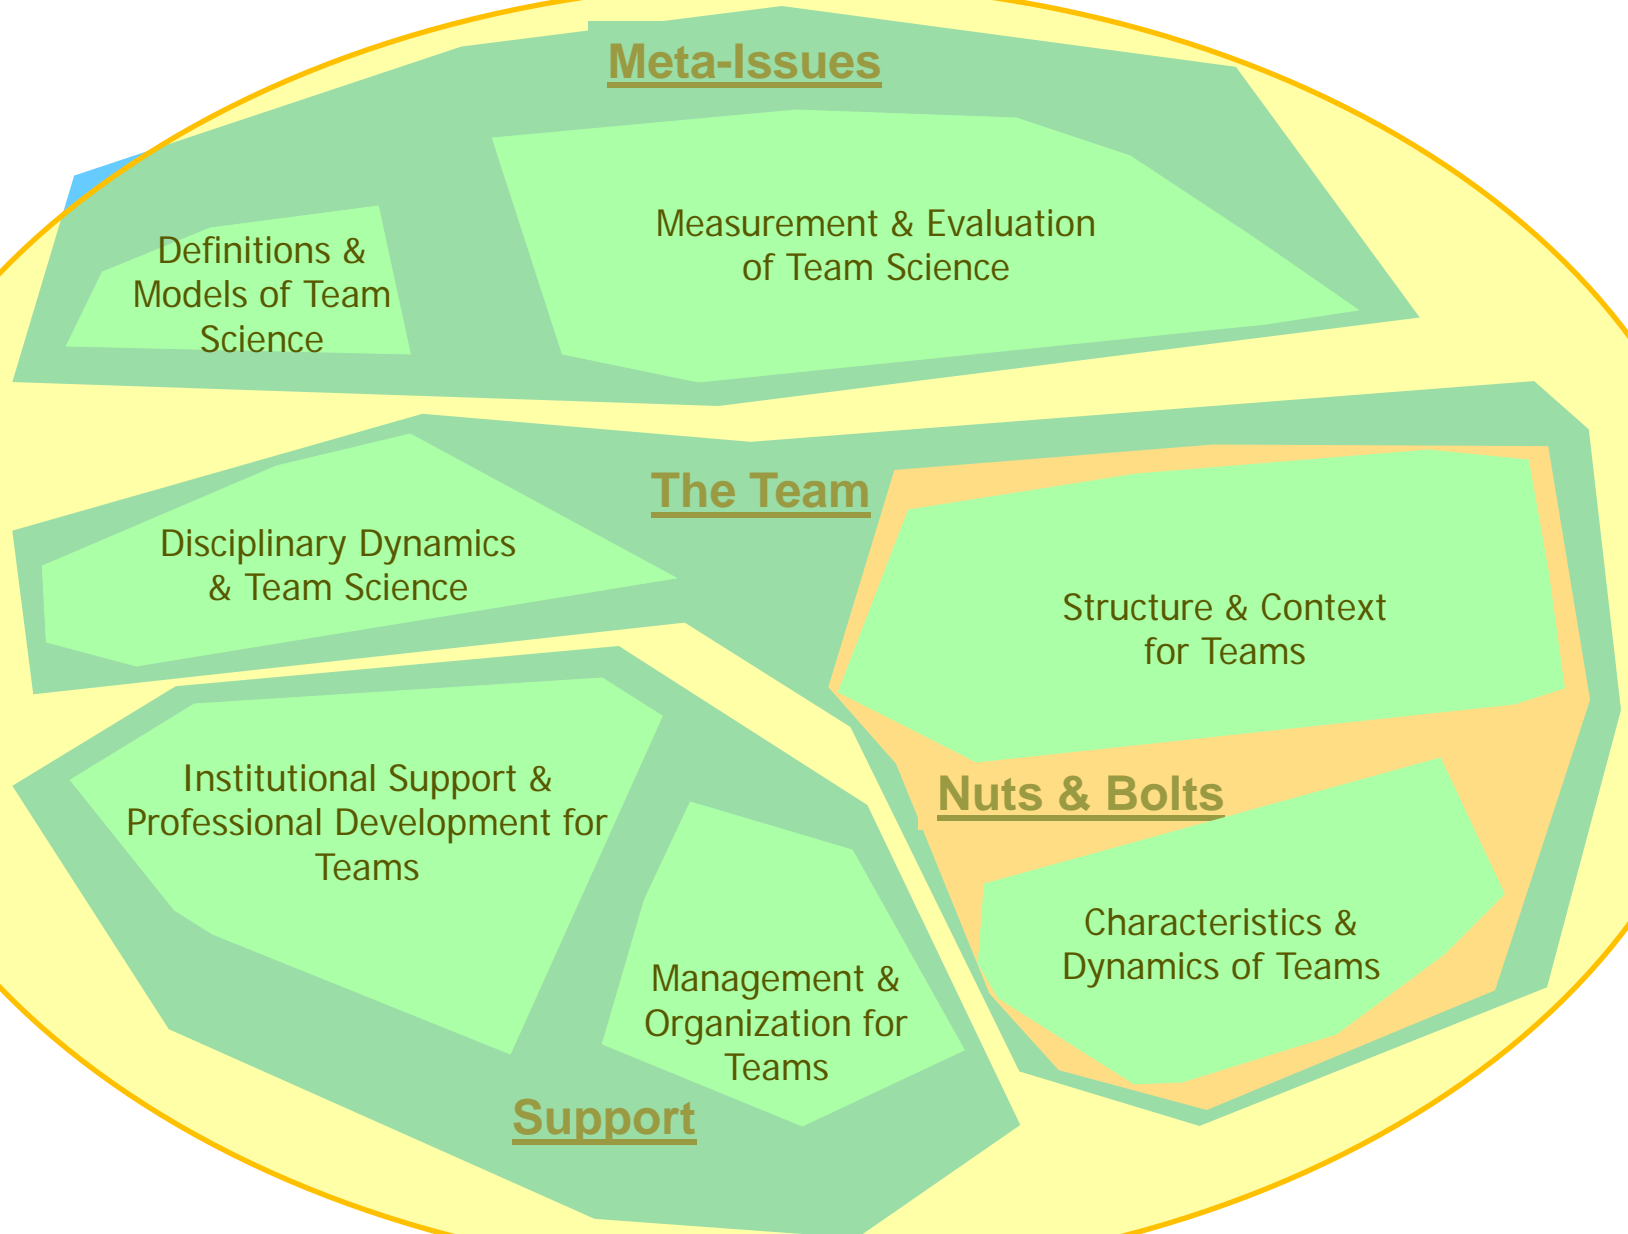 Meta-Issues
Measurement & Evaluation
of Team Science
Definitions &
Models of Team
Science
The Team
Disciplinary Dynamics
& Team Science
Structure & Context
for Teams
Nuts & Bolts
Characteristics &
Dynamics of Teams
Institutional Support &
Professional Development for
Teams
Management &
Organization for
Teams
Support